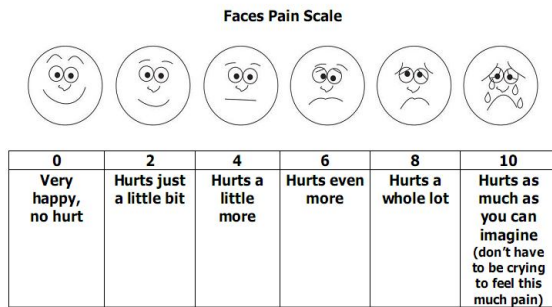 Faces Pain Scale
0 2 4 6 8 10
Very happy, no hurt
Hurts just a little bit
Hurts a little more
Hurts even more
Hurts a whole lot
Hurts as much as you can imagine (don't have to be crying to feel this much pain)